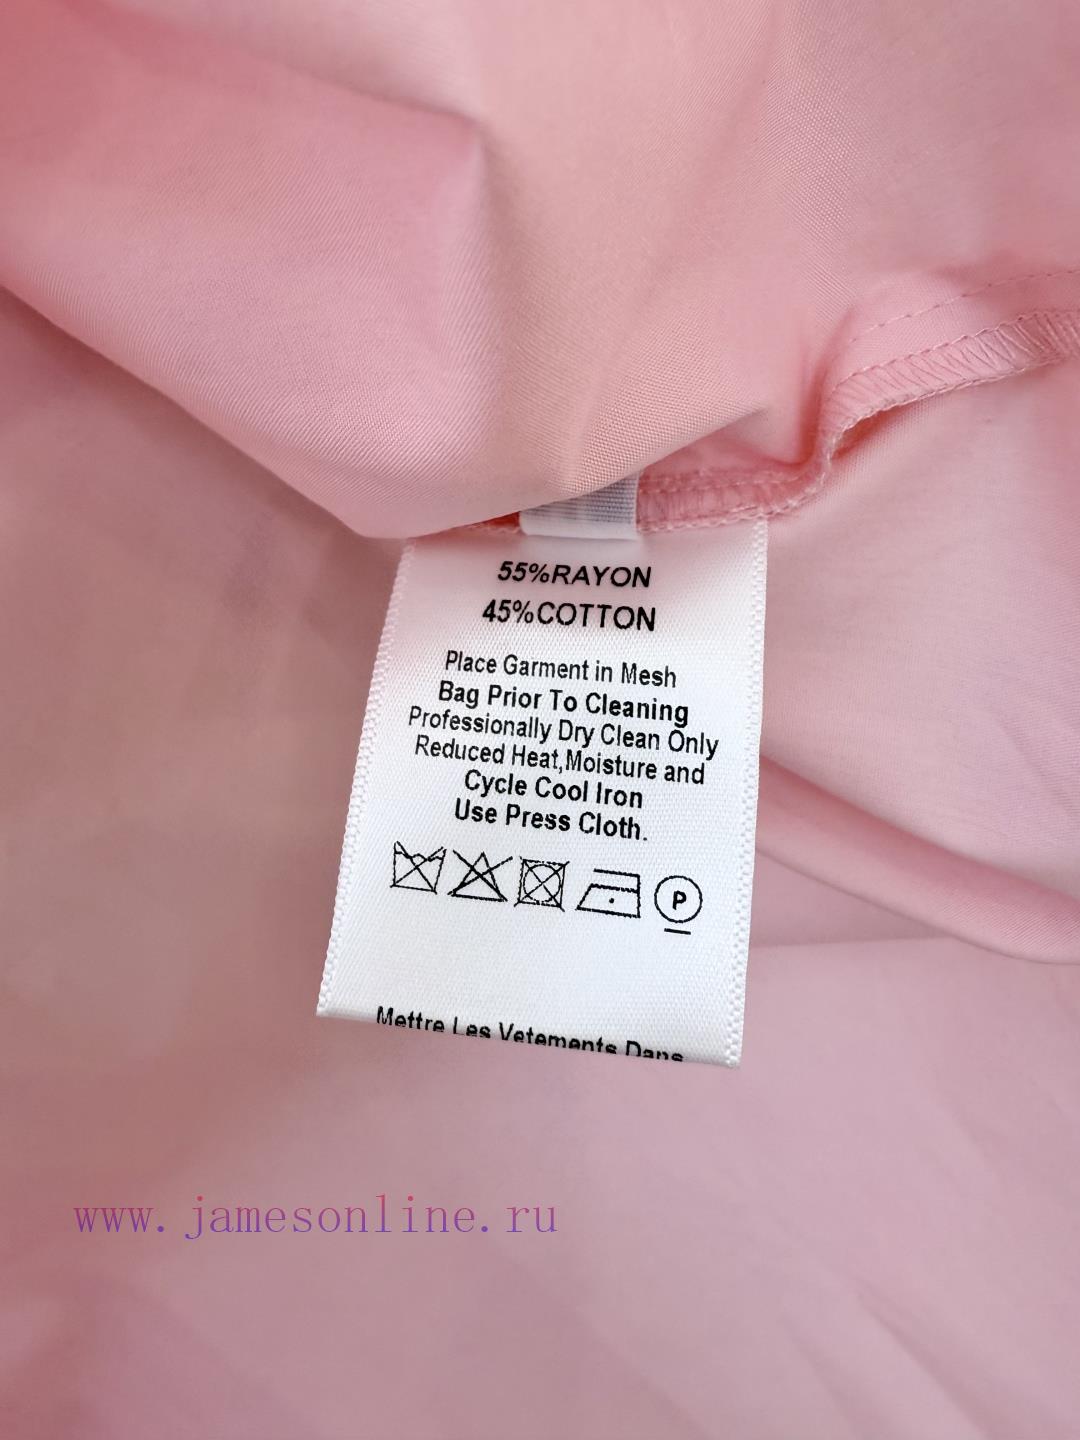 55%RAYON
45%COTTON
Place Garment in Mesh
Bag Prior To Cleaning
Professionally Dry Clean Only
Reduced Heat,Moisture and
Cycle Cool Iron
Use Press Cloth.
P
Mettre Les Vetements Dans
www.jamesonline.ru